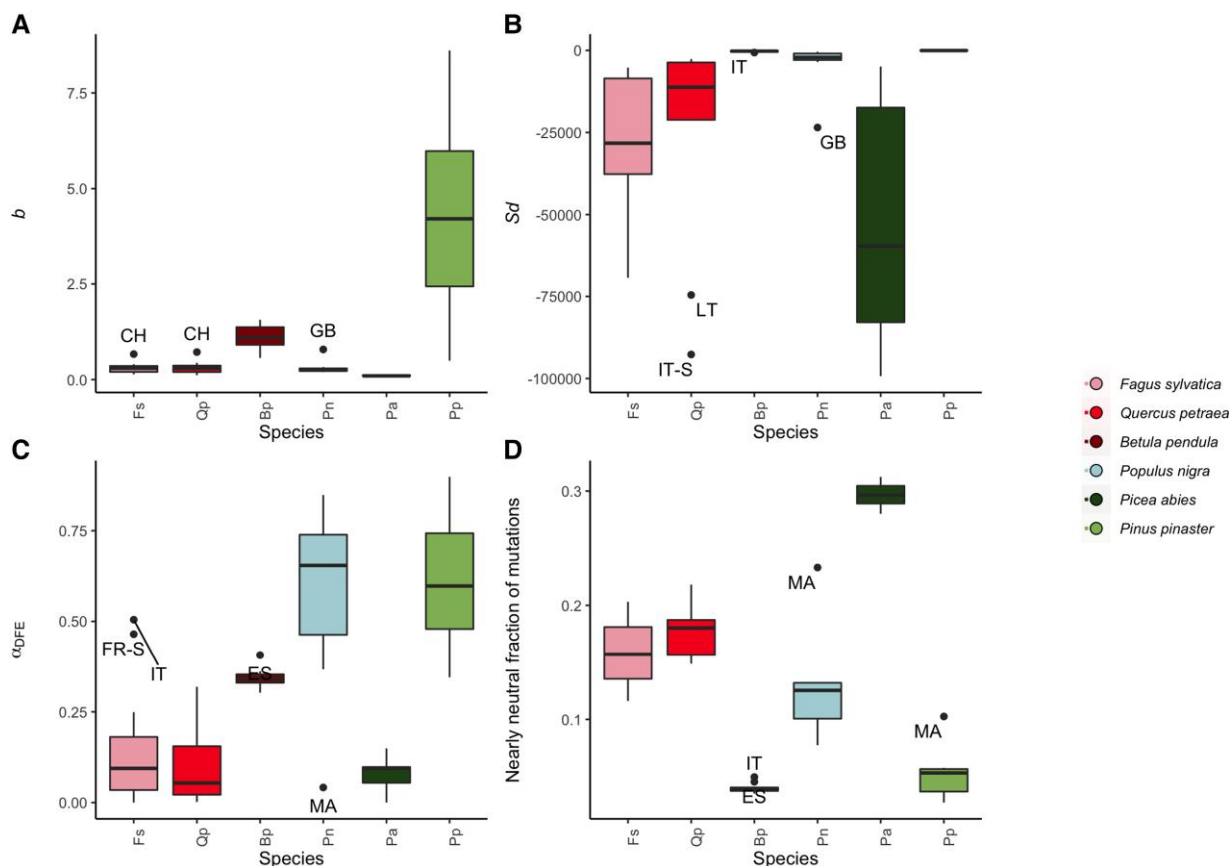 A
7.5
5.0
2.5
0.0
b
CH
CH
GB
Fs
Qp
Bp
Pn
Pa
Pp
Species
B
0
-25000
-50000
-75000
-100000
Sd
IT
GB
LT
IT-S
Fs
Qp
Bp
Pn
Pa
Pp
Species
C
0.75
0.50
0.25
0.00
αDFE
FR-S
IT
ES
MA
Fs
Qp
Bp
Pn
Pa
Pp
Species
D
0.3
0.2
0.1
Nearly neutral fraction of mutations
MA
IT
ES
MA
Fs
Qp
Bp
Pn
Pa
Pp
Species
Fagus sylvatica
Quercus petraea
Betula pendula
Populus nigra
Picea abies
Pinus pinaster